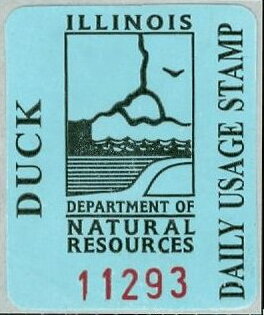 ILLINOIS
DUCK
DAILY USAGE STAMP
DEPARTMENT OF
NATURAL
RESOURCES
11293